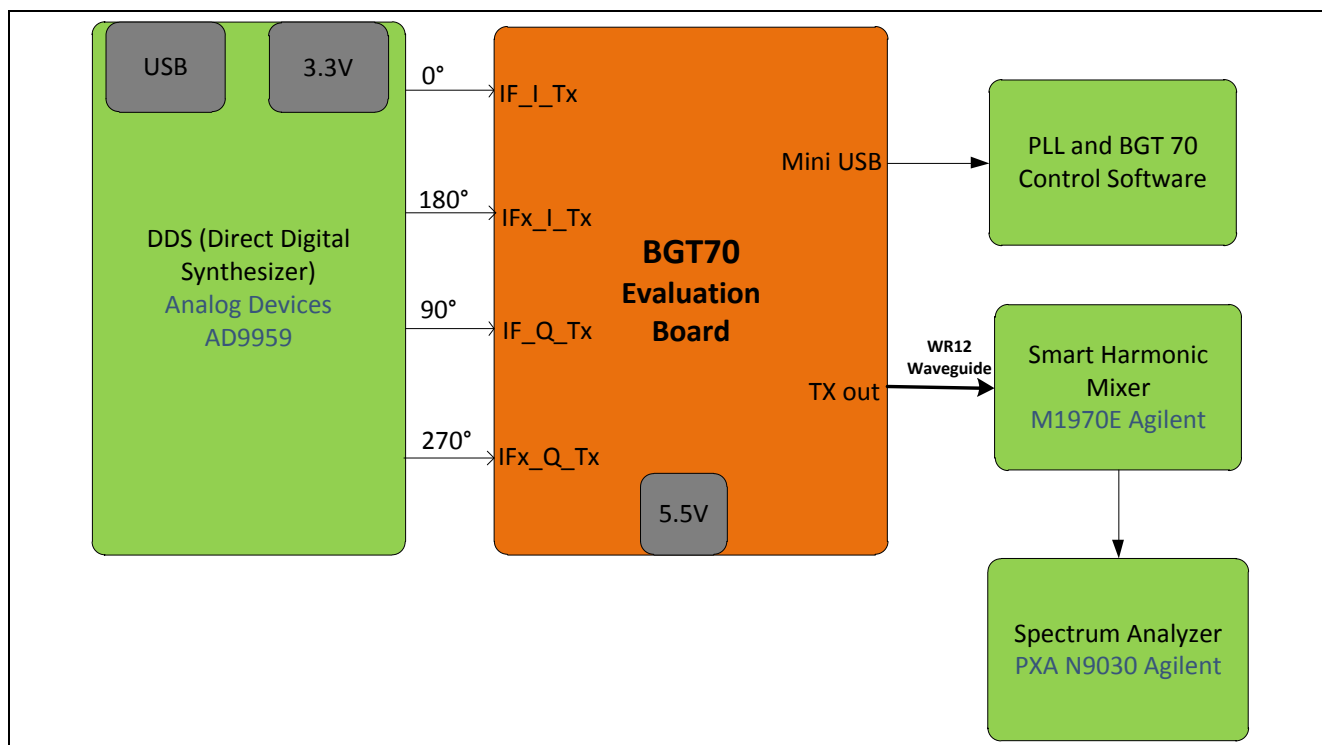 USB
3.3V
DDS (Direct Digital
Synthesizer)
Analog Devices
AD9959
0°
180°
90°
270°
IF_I_Tx
IFx_I_Tx
IF_Q_Tx
IFx_Q_Tx
BGT70
Evaluation
Board
5.5V
Mini USB
TX out
WR12
Waveguide
PLL and BGT 70
Control Software
Smart Harmonic
Mixer
M1970E Agilent
Spectrum Analyzer
PXA N9030 Agilent